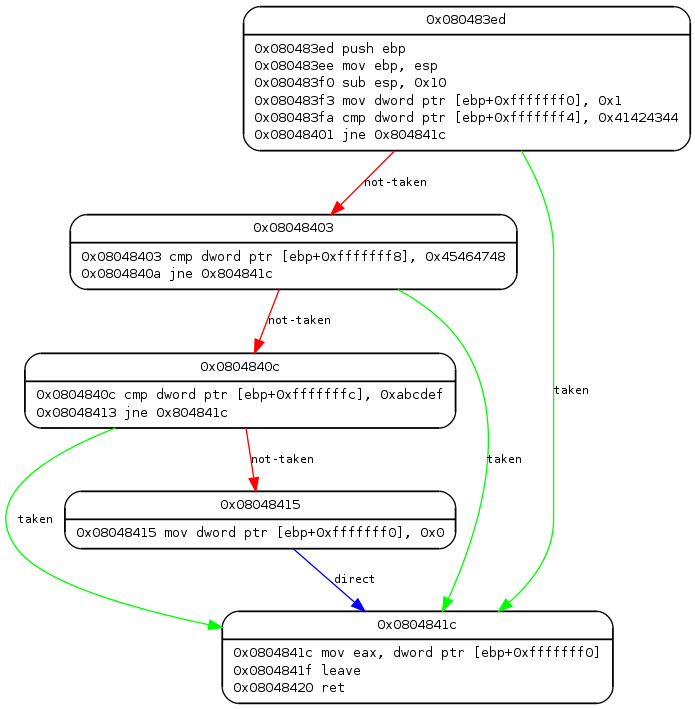 0x080483ed
0x080483ed push ebp
0x080483ee mov ebp, esp
0x080483f0 sub esp, 0x10
0x080483f3 mov dword ptr [ebp+0xfffffff0], 0x1
0x080483fa cmp dword ptr [ebp+0xfffffff4], 0x41424344
0x08048401 jne 0x804841c
not-taken
0x08048403
0x08048403 cmp dword ptr [ebp+0xfffffff8], 0x45464748
0x0804840a jne 0x804841c
not-taken
0x0804840c
0x0804840c cmp dword ptr [ebp+0xfffffffc], 0xabcdef
0x08048413 jne 0x804841c
taken
not-taken
taken
0x08048415
0x08048415 mov dword ptr [ebp+0xfffffff0], 0x0
taken
direct
0x0804841c
0x0804841c mov eax, dword ptr [ebp+0xfffffff0]
0x0804841f leave
0x08048420 ret